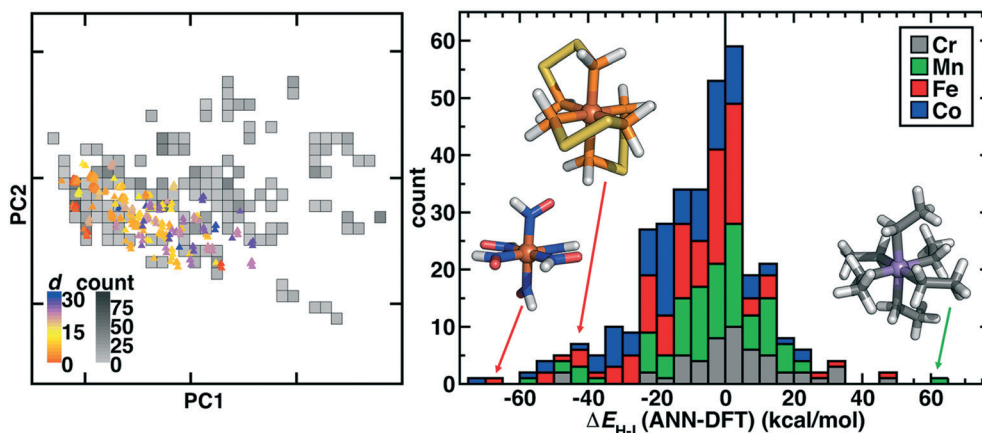 PC2
PC1
d count
30
15
0
75
50
25
0
count
60
50
40
30
20
10
0
Cr
Mn
Fe
Co
-60 -40 -20 0 20 40 60
ΔE_H-L (ANN-DFT) (kcal/mol)